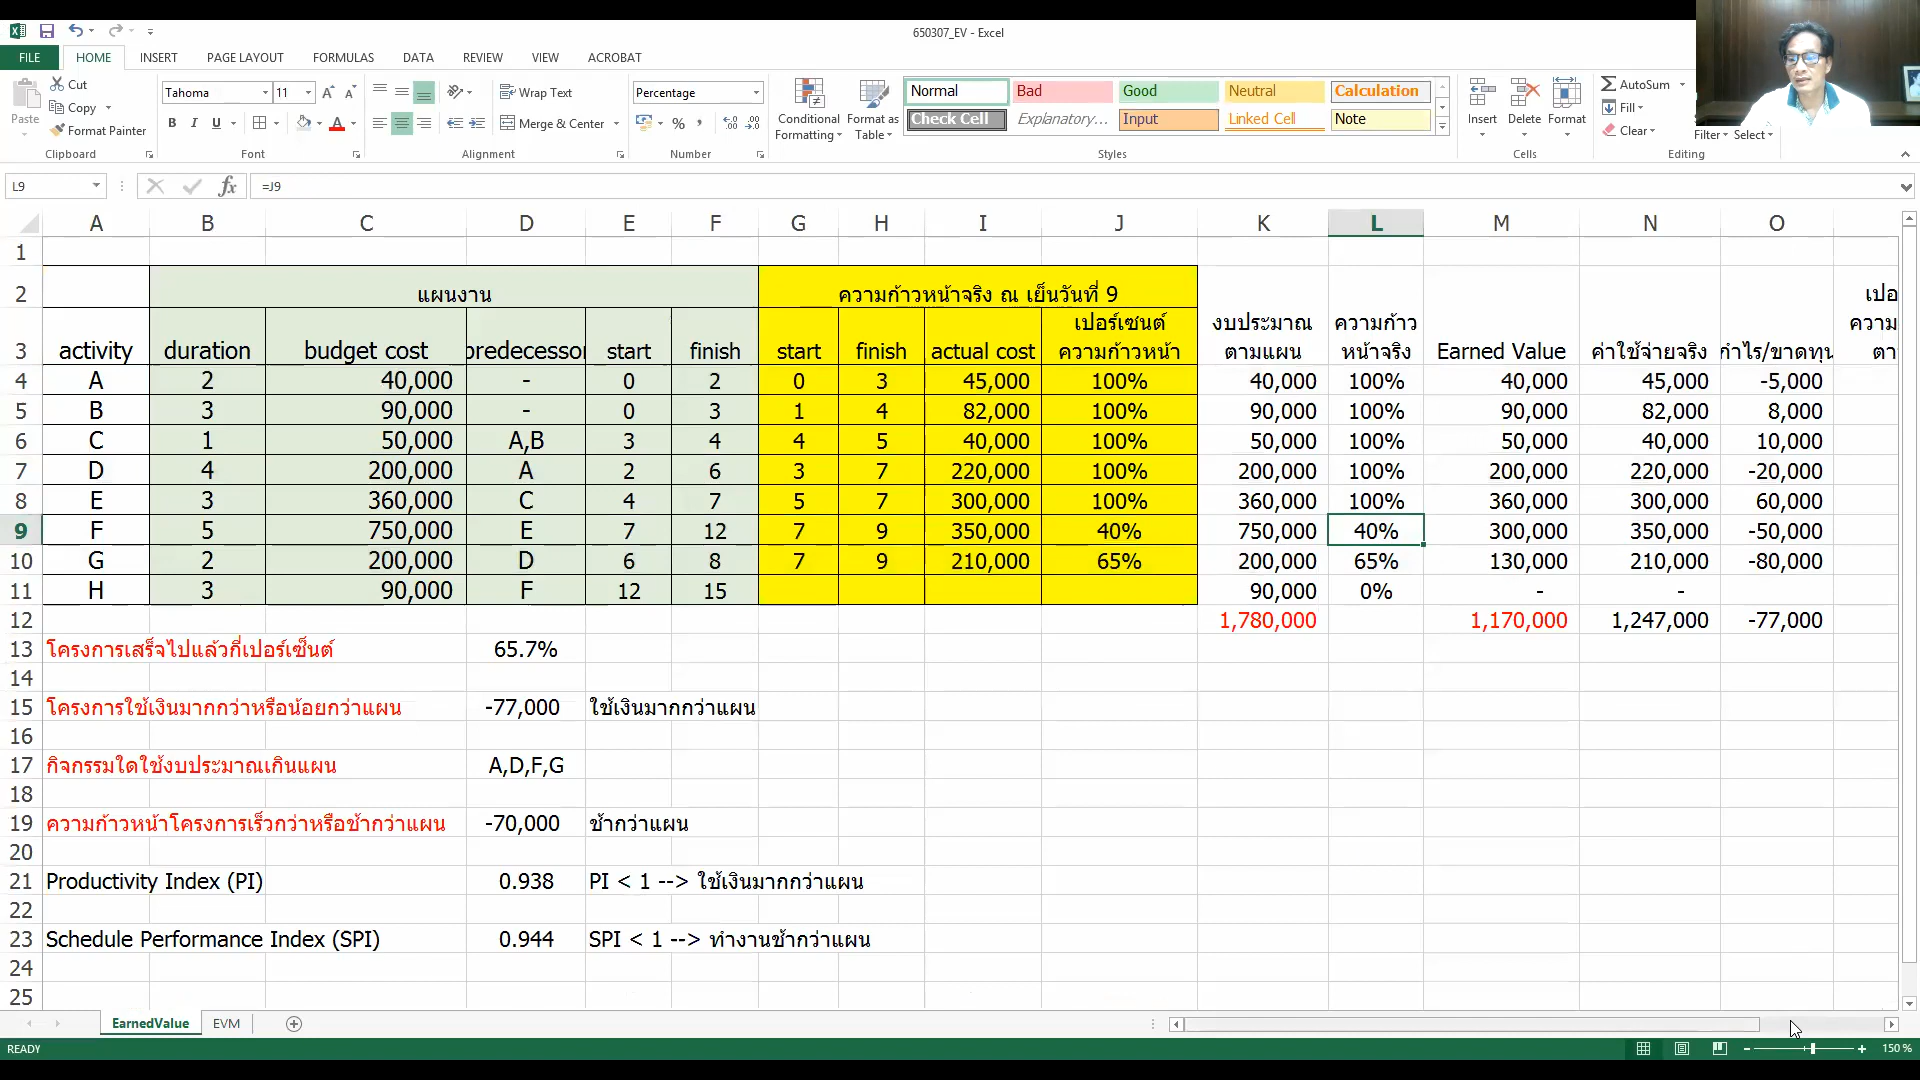 650307_EV - Excel
FILE HOME INSERT PAGE LAYOUT FORMULAS DATA REVIEW VIEW ACROBAT
Paste Cut Copy Format Painter
Tahoma 11
B I U
Wrap Text
Merge & Center
Percentage
Conditional Formatting
Format as Table
Normal Bad Good Neutral Calculation
Check Cell Explanatory... Input Linked Cell Note
Insert Delete Format
AutoSum Fill Clear
Filter Select
Clipboard Font Alignment Number Styles Cells Editing
L9 fx =J9
A B C D E F G H I J K L M N O
1
2 แผนงาน ความก้าวหน้าจริง ณ เย็นวันที่ 9
3 activity duration budget cost predecessor start finish start finish actual cost เปอร์เซนต์ความก้าวหน้า งบประมาณตามแผน ความก้าวหน้าจริง Earned Value ค่าใช้จ่ายจริง กำไร/ขาดทุน
4 A 2 40,000 - 0 2 0 3 45,000 100% 40,000 100% 40,000 45,000 -5,000
5 B 3 90,000 - 0 3 1 4 82,000 100% 90,000 100% 90,000 82,000 8,000
6 C 1 50,000 A,B 3 4 4 5 40,000 100% 50,000 100% 50,000 40,000 10,000
7 D 4 200,000 A 2 6 3 7 220,000 100% 200,000 100% 200,000 220,000 -20,000
8 E 3 360,000 C 4 7 5 7 300,000 100% 360,000 100% 360,000 300,000 60,000
9 F 5 750,000 E 7 12 7 9 350,000 40% 750,000 40% 300,000 350,000 -50,000
10 G 2 200,000 D 6 8 7 9 210,000 65% 200,000 65% 130,000 210,000 -80,000
11 H 3 90,000 F 12 15 90,000 0% - -
12 1,780,000 1,170,000 1,247,000 -77,000
13 โครงการเสร็จไปแล้วกี่เปอร์เซ็นต์ 65.7%
14
15 โครงการใช้เงินมากกว่าหรือน้อยกว่าแผน -77,000 ใช้เงินมากกว่าแผน
16
17 กิจกรรมใดใช้งบประมาณเกินแผน A,D,F,G
18
19 ความก้าวหน้าโครงการเร็วกว่าหรือช้ากว่าแผน -70,000 ช้ากว่าแผน
20
21 Productivity Index (PI) 0.938 PI < 1 --> ใช้เงินมากกว่าแผน
22
23 Schedule Performance Index (SPI) 0.944 SPI < 1 --> ทำงานช้ากว่าแผน
24
25
EarnedValue EVM
READY 150 %